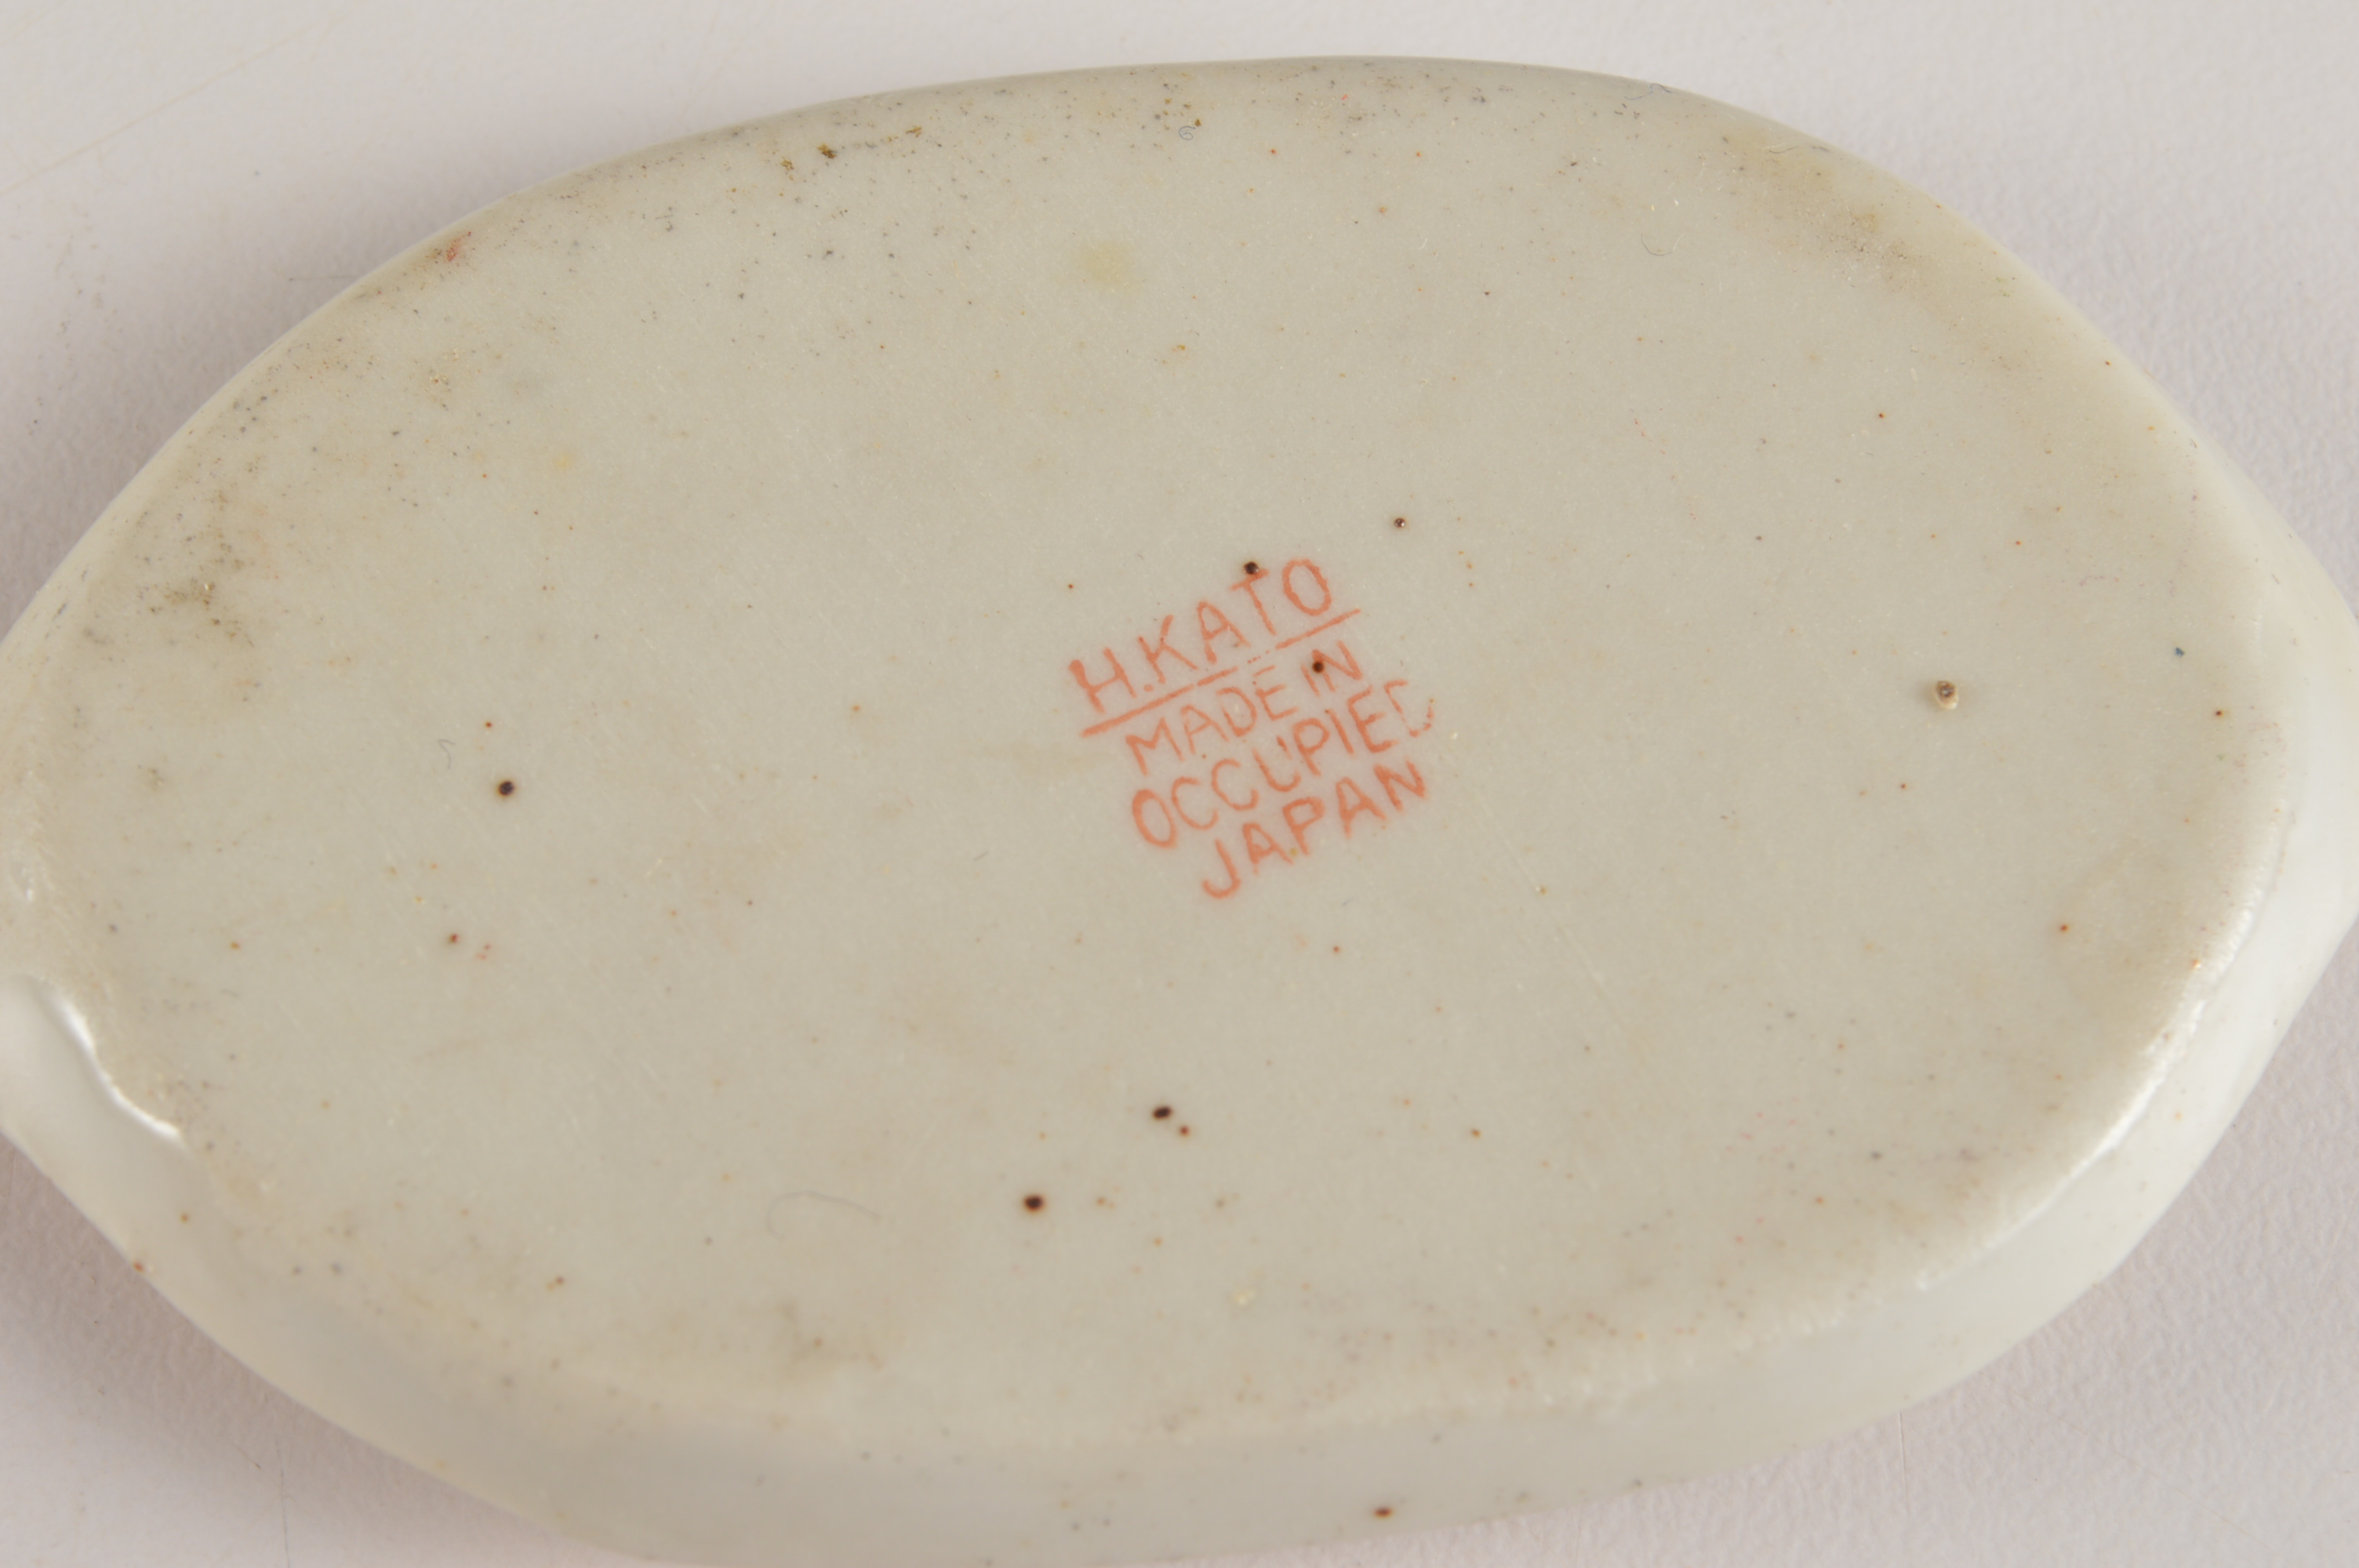 H.KATO
MADE IN
OCCUPIED
JAPAN